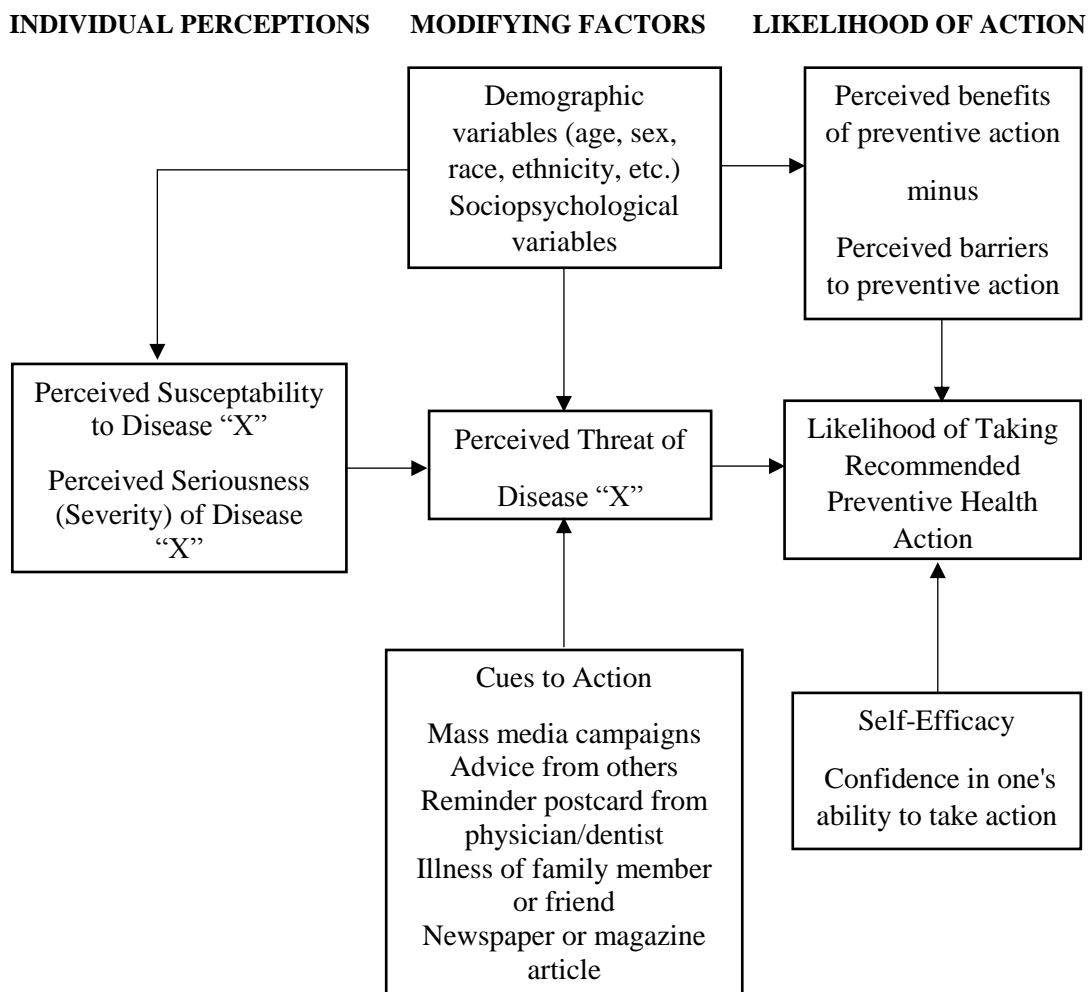 INDIVIDUAL PERCEPTIONS
MODIFYING FACTORS
LIKELIHOOD OF ACTION
Demographic
variables (age, sex,
race, ethnicity, etc.)
Sociopsychological
variables
Perceived benefits
of preventive action
minus
Perceived barriers
to preventive action
Perceived Susceptability
to Disease “X”
Perceived Seriousness
(Severity) of Disease
“X”
Perceived Threat of
Disease “X”
Likelihood of Taking
Recommended
Preventive Health
Action
Cues to Action
Mass media campaigns
Advice from others
Reminder postcard from
physician/dentist
Illness of family member
or friend
Newspaper or magazine
article
Self-Efficacy
Confidence in one's
ability to take action